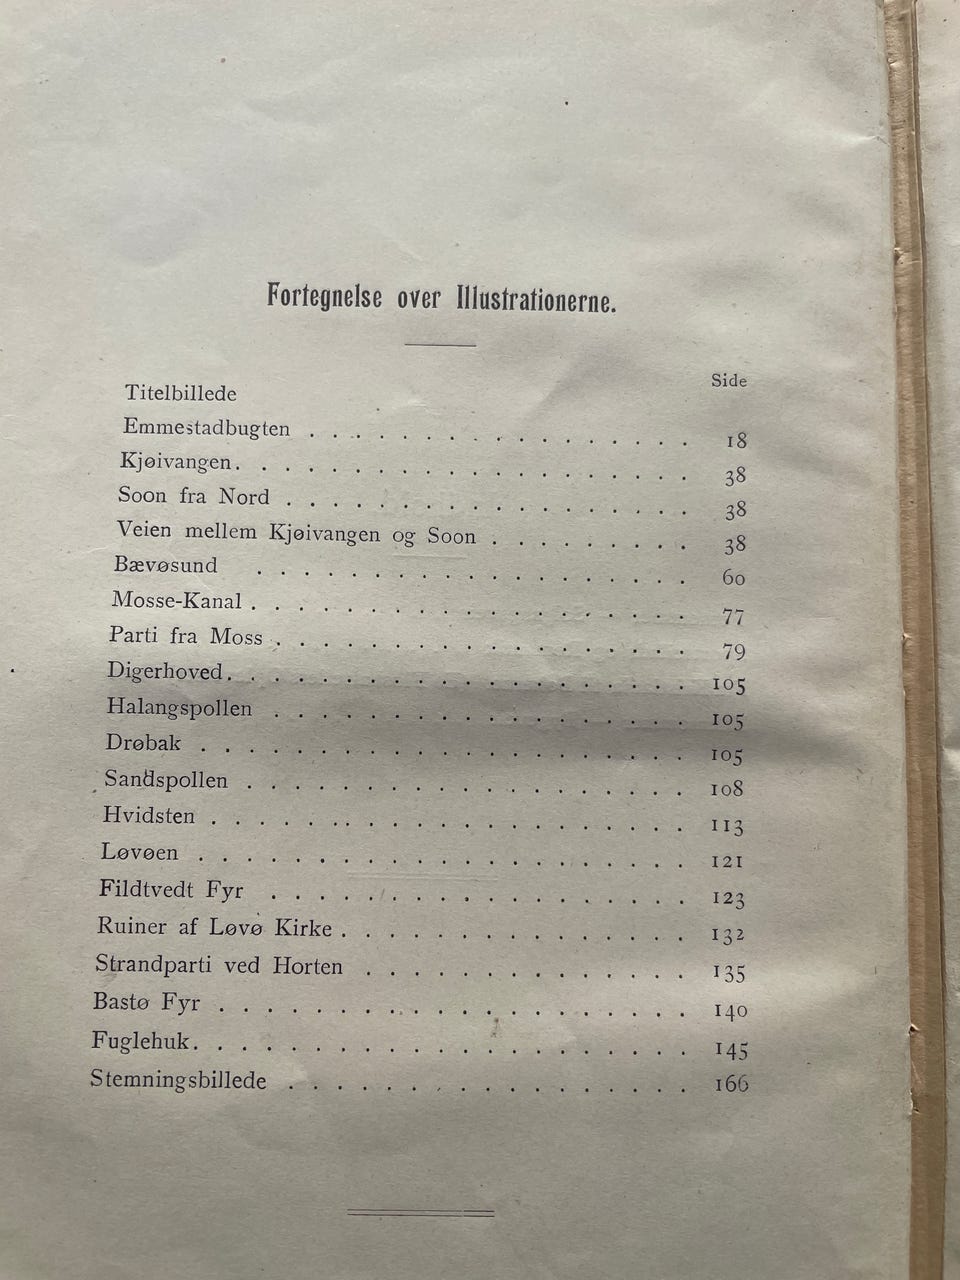 Fortegnelse over Illustrationerne.
Side
Titelbillede
Emmestadbugten . . . . . . . . . . . . . . . . 18
Kjøivangen. . . . . . . . . . . . . . . . . . . . 38
Soon fra Nord . . . . . . . . . . . . . . . . . 38
Veien mellem Kjøivangen og Soon . . . . . . . . . 38
Bævøsund . . . . . . . . . . . . . . . . . . . 60
Mosse-Kanal . . . . . . . . . . . . . . . . . . . 77
Parti fra Moss . . . . . . . . . . . . . . . . . . 79
Digerhoved. . . . . . . . . . . . . . . . . . . . 105
Halangspollen . . . . . . . . . . . . . . . . . . 105
Drøbak . . . . . . . . . . . . . . . . . . . . . 105
Sandspollen . . . . . . . . . . . . . . . . . . . 108
Hvidsten . . . . . . . . . . . . . . . . . . . . 113
Løvøen . . . . . . . . . . . . . . . . . . . . . 121
Fildtvedt Fyr . . . . . . . . . . . . . . . . . . 123
Ruiner af Løvø Kirke . . . . . . . . . . . . . . . 132
Strandparti ved Horten . . . . . . . . . . . . . . 135
Bastø Fyr . . . . . . . . . . . . . . . . . . . . 140
Fuglehuk. . . . . . . . . . . . . . . . . . . . . 145
Stemningsbillede . . . . . . . . . . . . . . . . . 166